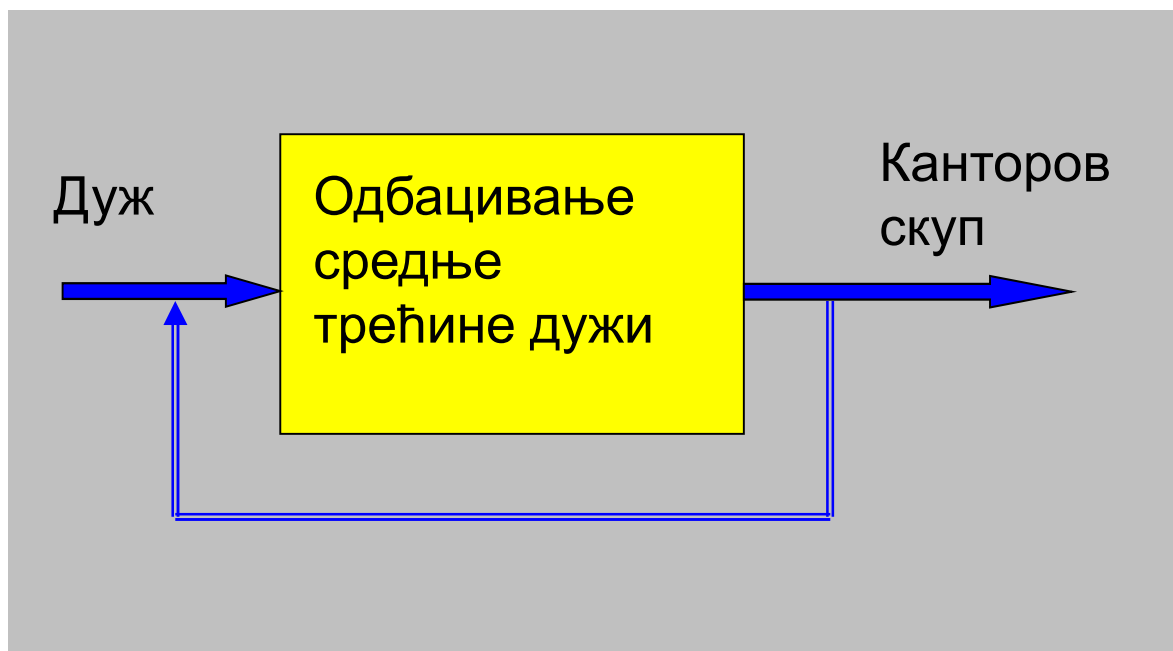 Дуж
Одбацивање
средње
трећине дужи
Канторов
скуп